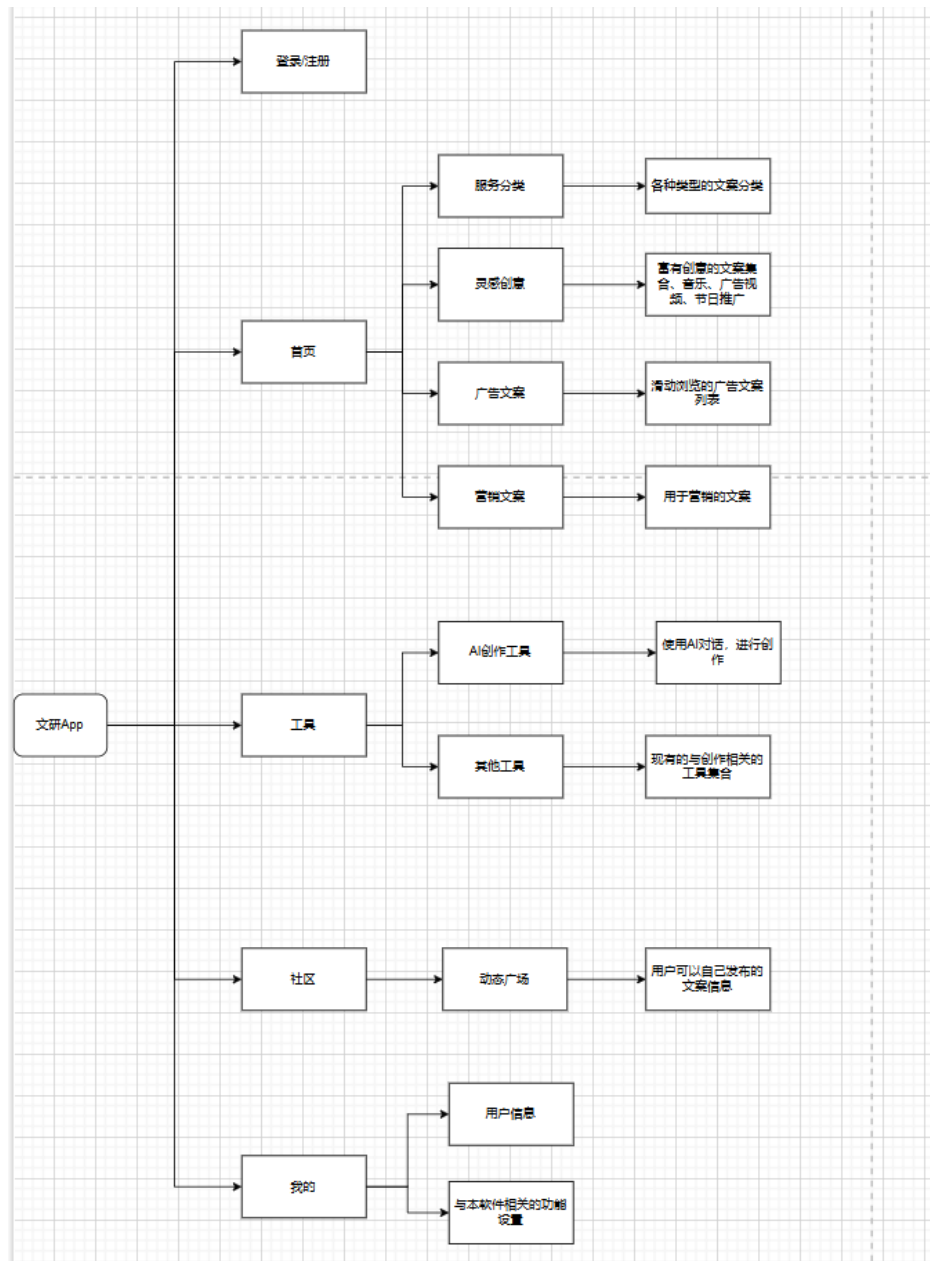 登录/注册
服务分类
各种类型的文案分类
灵感创意
富有创意的文案集
合、音乐、广告视
频、节日推广
首页
广告文案
滑动浏览的广告文案
列表
营销文案
用于营销的文案
AI创作工具
使用AI对话，进行创
作
文研App
工具
其他工具
现有的与创作相关的
工具集合
社区
动态广场
用户可以自己发布的
文案信息
用户信息
我的
与本软件相关的功能
设置